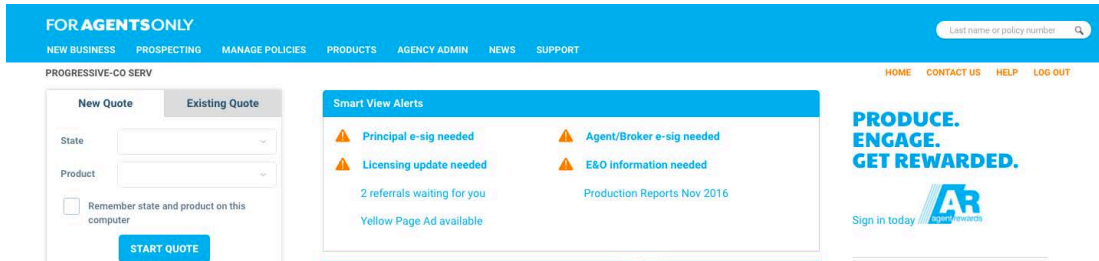 FORAGENTSONLY
Last name or policy number
NEW BUSINESS PROSPECTING MANAGE POLICIES PRODUCTS AGENCY ADMIN NEWS SUPPORT
PROGRESSIVE-CO SERV
HOME CONTACT US HELP LOG OUT
New Quote Existing Quote
State
Product
Remember state and product on this
computer
START QUOTE
Smart View Alerts
Principal e-sig needed Agent/Broker e-sig needed
Licensing update needed E&O information needed
2 referrals waiting for you Production Reports Nov 2016
Yellow Page Ad available
PRODUCE.
ENGAGE.
GET REWARDED.
Sign in today
AR
agent rewards